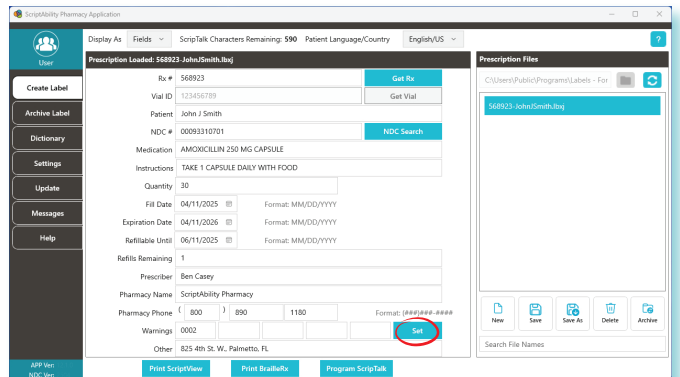 ScripTability Pharmacy Application
Display As Fields ScripTalk Characters Remaining: 590 Patient Language/Country English/US ?
User
Prescription Loaded: 568923-JohnJSmith.lbxj
Prescription Files
Rx # 568923 Get Rx
C:\Users\Public\Programs\Labels - For
Create Label
Vial ID 123456789 Get Vial
568923-JohnJSmith.lbxj
Archive Label
Patient John J Smith
NDC # 00093310701 NDC Search
Dictionary
Medication AMOXICILLIN 250 MG CAPSULE
Settings
Instructions TAKE 1 CAPSULE DAILY WITH FOOD
Update
Quantity 30
Fill Date 04/11/2025 Format: MM/DD/YYYY
Messages
Expiration Date 04/11/2026 Format: MM/DD/YYYY
Help
Refillable Until 06/11/2025 Format: MM/DD/YYYY
Refills Remaining 1
Prescriber Ben Casey
Pharmacy Name ScriptAbility Pharmacy
Pharmacy Phone ( 800 ) 890 1180 Format: (###)###-####
New Save Save As Delete Archive
Warnings 0002 Set
Other 825 4th St. W., Palmetto, FL
Search File Names
APP Ver:
NDC Ver:
Print ScriptView Print BrailleRx Program ScripTalk